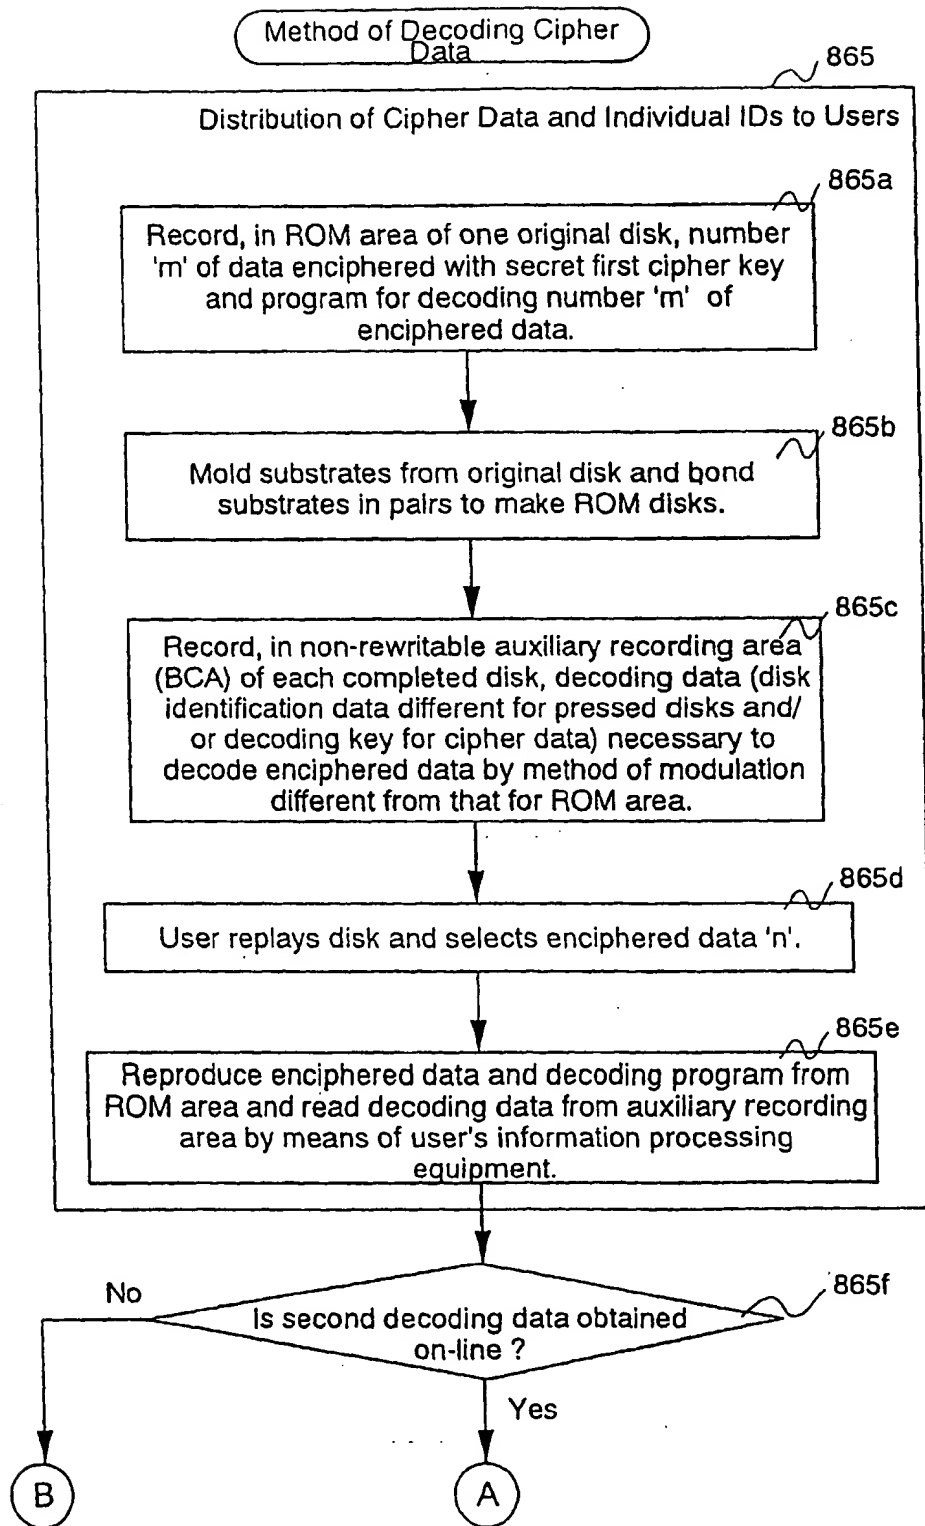 Method of Decoding Cipher
Data
865
Distribution of Cipher Data and Individual IDs to Users
865a
Record, in ROM area of one original disk, number
'm' of data enciphered with secret first cipher key
and program for decoding number 'm' of
enciphered data.
865b
Mold substrates from original disk and bond
substrates in pairs to make ROM disks.
865c
Record, in non-rewritable auxiliary recording area
(BCA) of each completed disk, decoding data (disk
identification data different for pressed disks and/
or decoding key for cipher data) necessary to
decode enciphered data by method of modulation
different from that for ROM area.
865d
User replays disk and selects enciphered data 'n'.
865e
Reproduce enciphered data and decoding program from
ROM area and read decoding data from auxiliary recording
area by means of user's information processing
equipment.
865f
No
Is second decoding data obtained
on-line ?
Yes
B
A